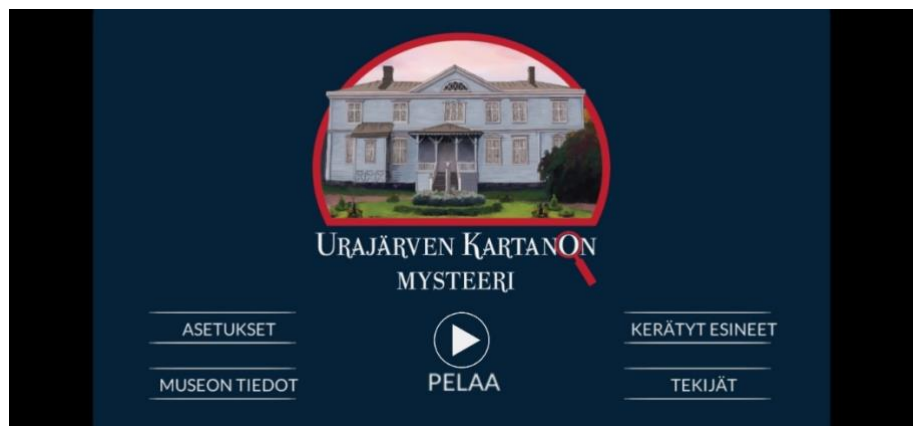 URAJÄRVEN KARTANON
MYSTEERI
ASETUKSET
KERÄTYT ESINEET
MUSEON TIEDOT
PELAA
TEKIJÄT